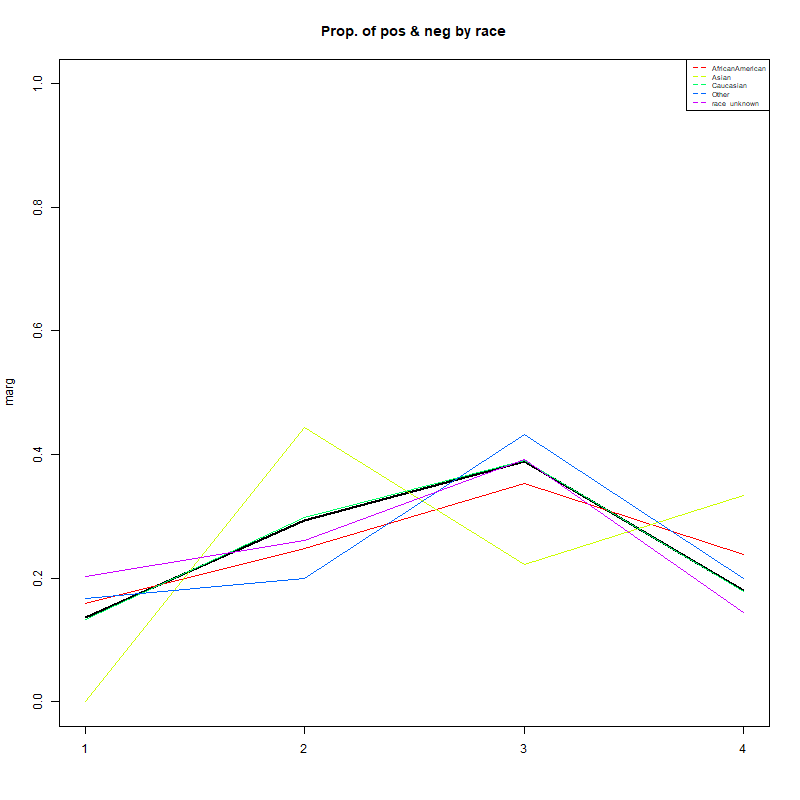 Prop. of pos & neg by race
AfricanAmerican
Asian
Caucasian
Other
race_unknown
1.0
0.8
0.6
0.4
0.2
0.0
marg
1 2 3 4